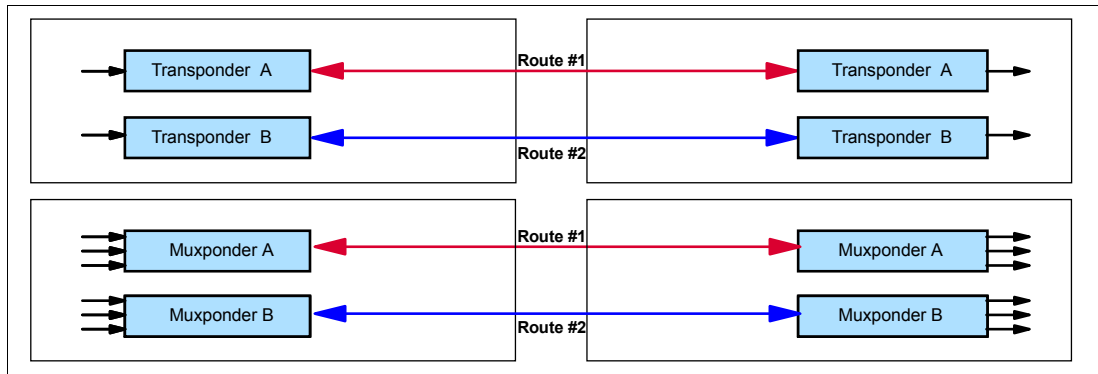 Route #1
Transponder A
Transponder A
Transponder B
Transponder B
Route #2
Route #1
Muxponder A
Muxponder A
Muxponder B
Muxponder B
Route #2